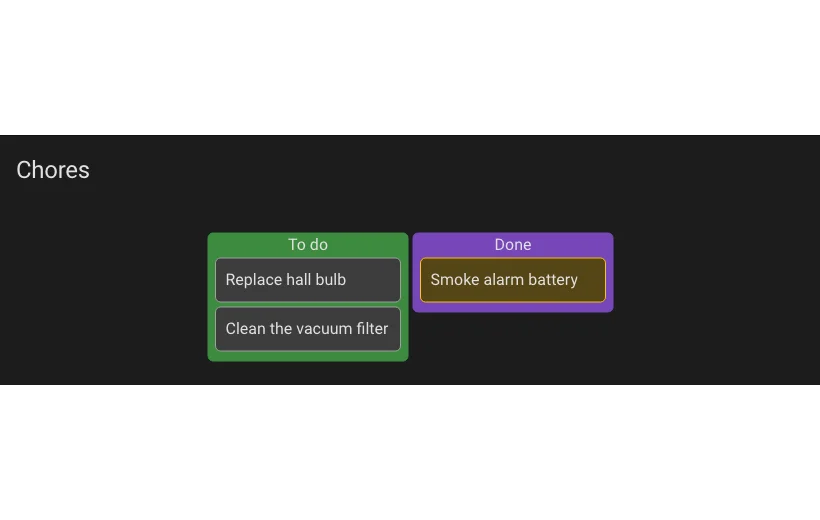 Chores
To do
Replace hall bulb
Clean the vacuum filter
Done
Smoke alarm battery